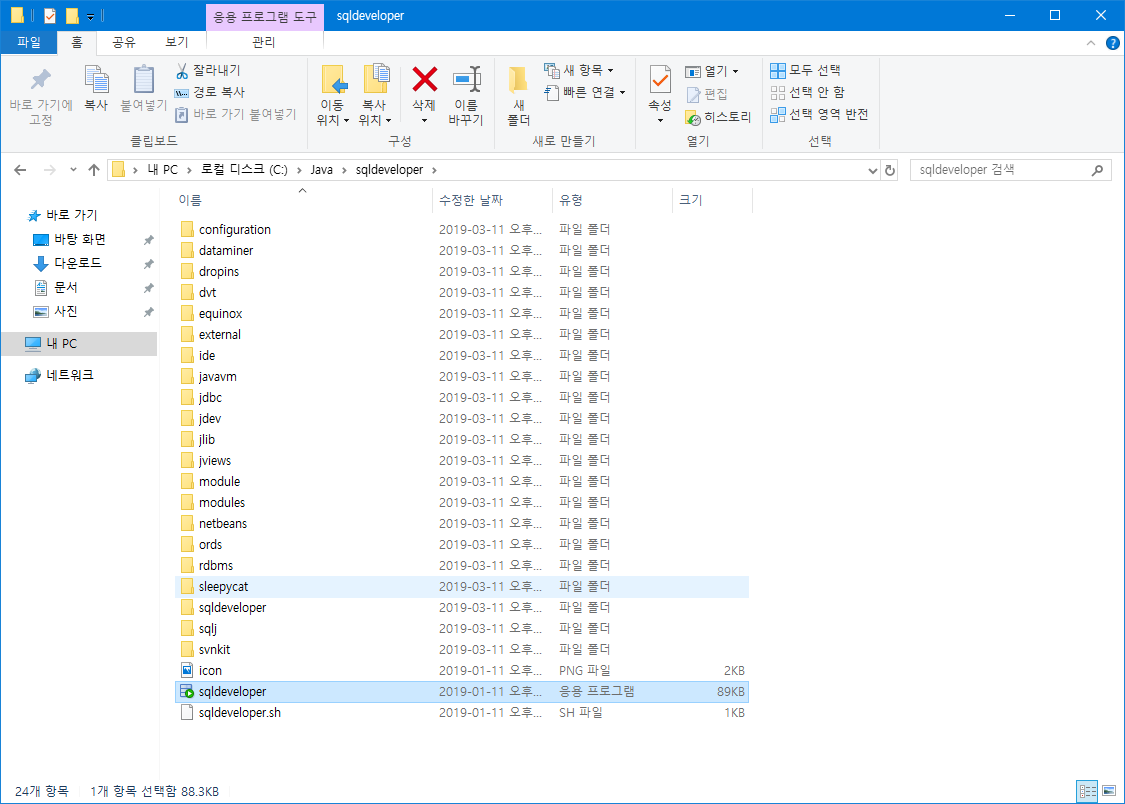 응용 프로그램 도구 sqldeveloper
파일 홈 공유 보기 관리
바로 가기에 고정
복사
붙여넣기
잘라내기
경로 복사
바로 가기 붙여넣기
클립보드
이동 위치
복사 위치
삭제
이름 바꾸기
구성
새 폴더
새 항목
빠른 연결
새로 만들기
속성
열기
편집
히스토리
열기
모두 선택
선택 안 함
선택 영역 반전
선택
내 PC 로컬 디스크 (C:) Java sqldeveloper
sqldeveloper 검색
바로 가기
바탕 화면
다운로드
문서
사진
내 PC
네트워크
이름 수정한 날짜 유형 크기
configuration 2019-03-11 오후... 파일 폴더
dataminer 2019-03-11 오후... 파일 폴더
dropins 2019-03-11 오후... 파일 폴더
dvt 2019-03-11 오후... 파일 폴더
equinox 2019-03-11 오후... 파일 폴더
external 2019-03-11 오후... 파일 폴더
ide 2019-03-11 오후... 파일 폴더
javavm 2019-03-11 오후... 파일 폴더
jdbc 2019-03-11 오후... 파일 폴더
jdev 2019-03-11 오후... 파일 폴더
jlib 2019-03-11 오후... 파일 폴더
jviews 2019-03-11 오후... 파일 폴더
module 2019-03-11 오후... 파일 폴더
modules 2019-03-11 오후... 파일 폴더
netbeans 2019-03-11 오후... 파일 폴더
ords 2019-03-11 오후... 파일 폴더
rdbms 2019-03-11 오후... 파일 폴더
sleepycat 2019-03-11 오후... 파일 폴더
sqldeveloper 2019-03-11 오후... 파일 폴더
sqlj 2019-03-11 오후... 파일 폴더
svnkit 2019-03-11 오후... 파일 폴더
icon 2019-01-11 오후... PNG 파일 2KB
sqldeveloper 2019-01-11 오후... 응용 프로그램 89KB
sqldeveloper.sh 2019-01-11 오후... SH 파일 1KB
24개 항목 1개 항목 선택함 88.3KB